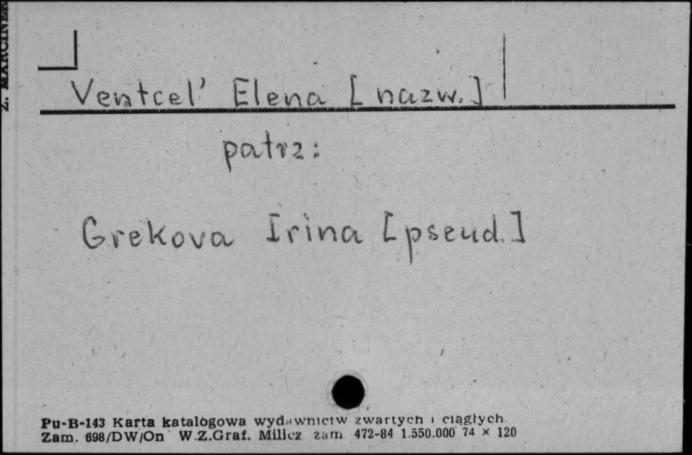 Ventcel' Elena [nazw.]
patrz:
Grekova Irina [pseud.]
Pu-B-143 Karta katalogowa wydawnictw zwartych i ciągłych.
Zam. 698/DW/On W.Z.Graf. Milicz zam. 472-84 1.550.000 74 × 120